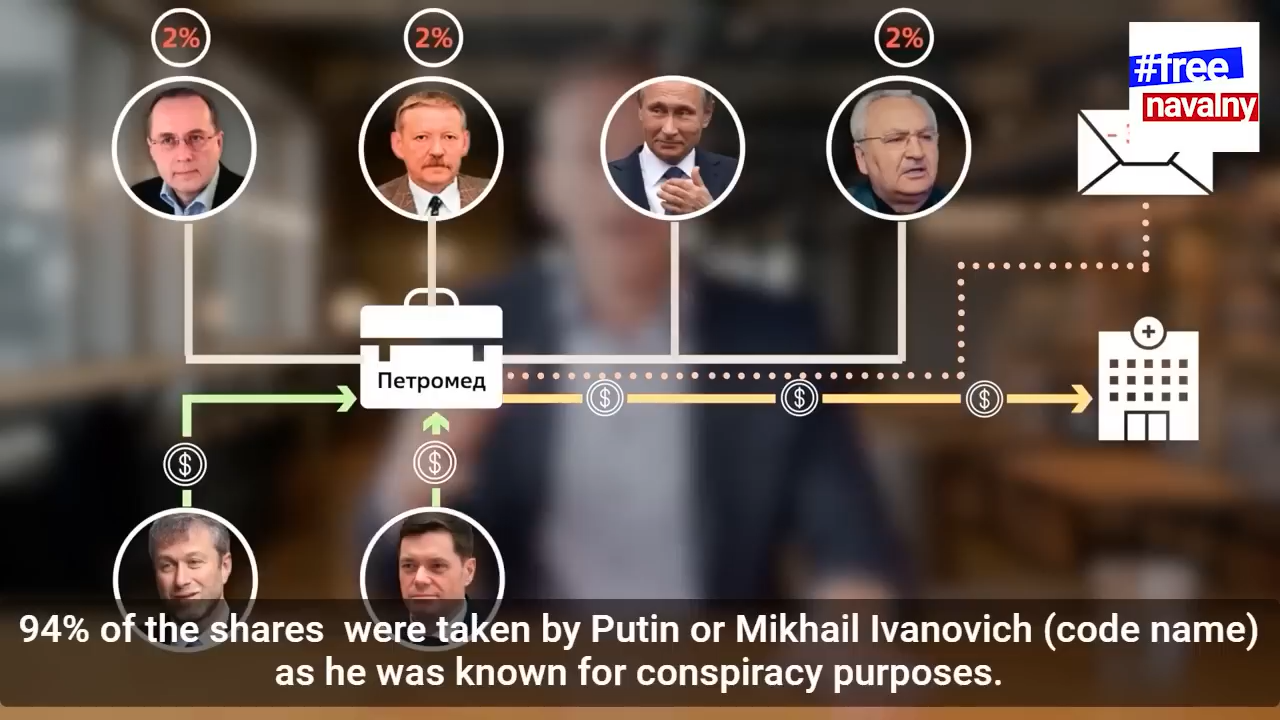 2%
2%
2%
#free
navalny
Петромед
$
$
$
$
$
94% of the shares were taken by Putin or Mikhail Ivanovich (code name)
as he was known for conspiracy purposes.